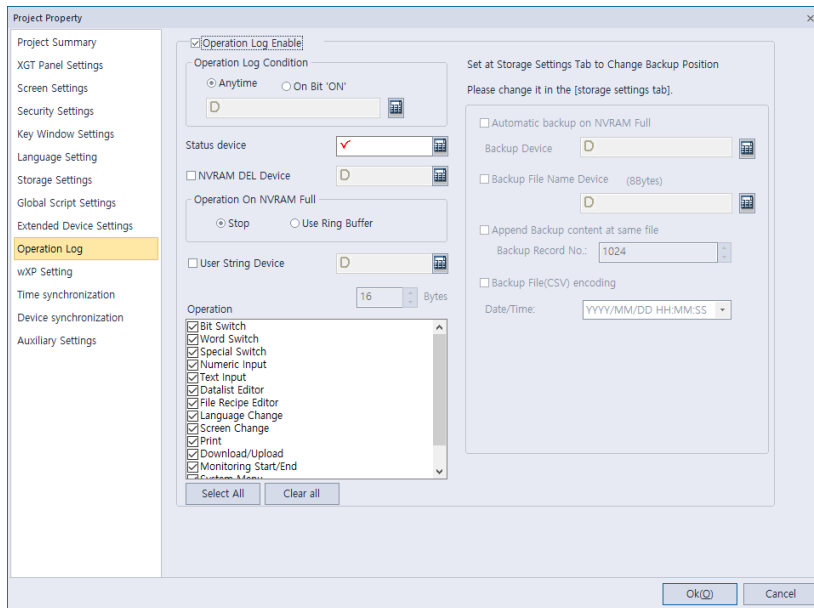 Project Property
Project Summary
XGT Panel Settings
Screen Settings
Security Settings
Key Window Settings
Language Setting
Storage Settings
Global Script Settings
Extended Device Settings
Operation Log
wXP Setting
Time synchronization
Device synchronization
Auxiliary Settings
Operation Log Enable
Operation Log Condition
Anytime On Bit 'ON'
D
Status device
NVRAM DEL Device D
Operation On NVRAM Full
Stop Use Ring Buffer
User String Device D
16 Bytes
Operation
Bit Switch
Word Switch
Special Switch
Numeric Input
Text Input
Datalist Editor
File Recipe Editor
Language Change
Screen Change
Print
Download/Upload
Monitoring Start/End
System Menu
Select All Clear all
Set at Storage Settings Tab to Change Backup Position
Please change it in the [storage settings tab].
Automatic backup on NVRAM Full
Backup Device D
Backup File Name Device (88ytes)
D
Append Backup content at same file
Backup Record No.: 1024
Backup File(CSV) encoding
Date/Time: YYYY/MM/DD HH:MM:SS
Ok(O) Cancel